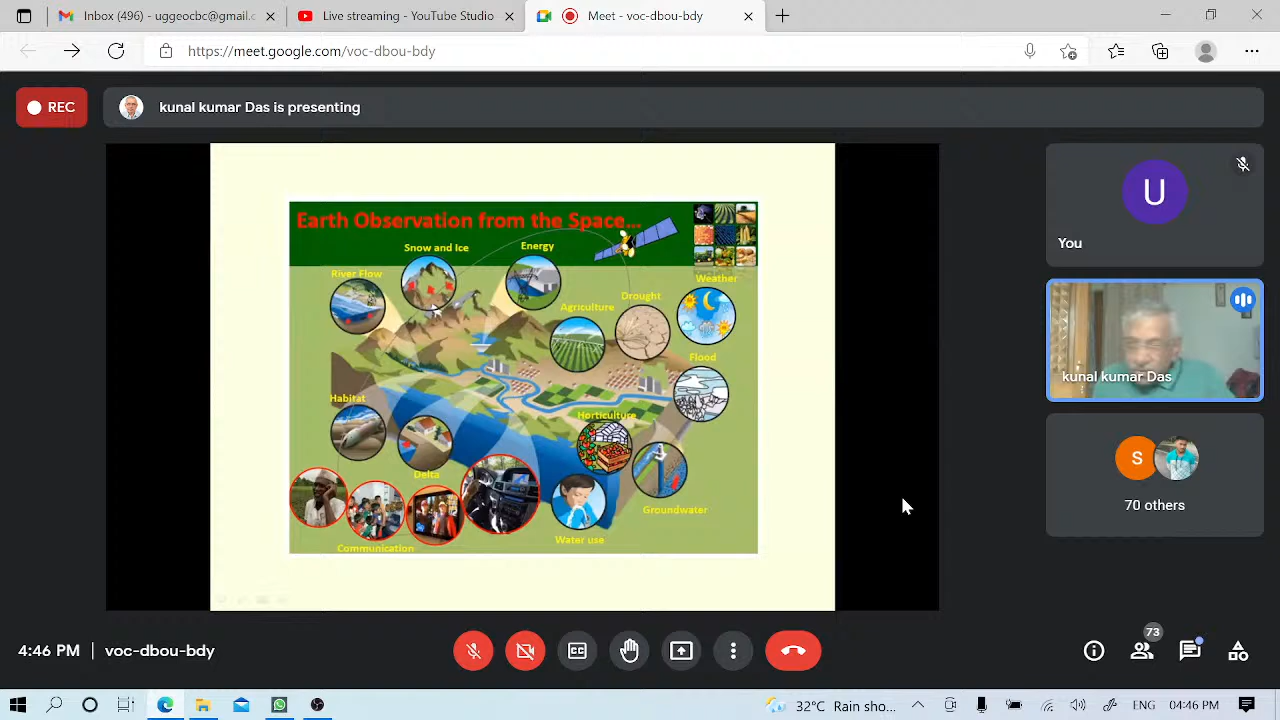 Inbox (496) - uggments@gmail.c
YouTube Studio
Meet - voc-dbou-bdy
https://meet.google.com/voc-dbou-bdy
REC
kunal kumar Das is presenting
Earth Observation from the Space...
Snow and Ice
Energy
River Flow
Weather
Drought
Agriculture
Flood
Habitat
Horticulture
Delta
Groundwater
Water use
Communication
U
You
kunal kumar Das
S
70 others
4:46 PM
voc-dbou-bdy
73
32°C Rain sho...
ENG
04:46 PM